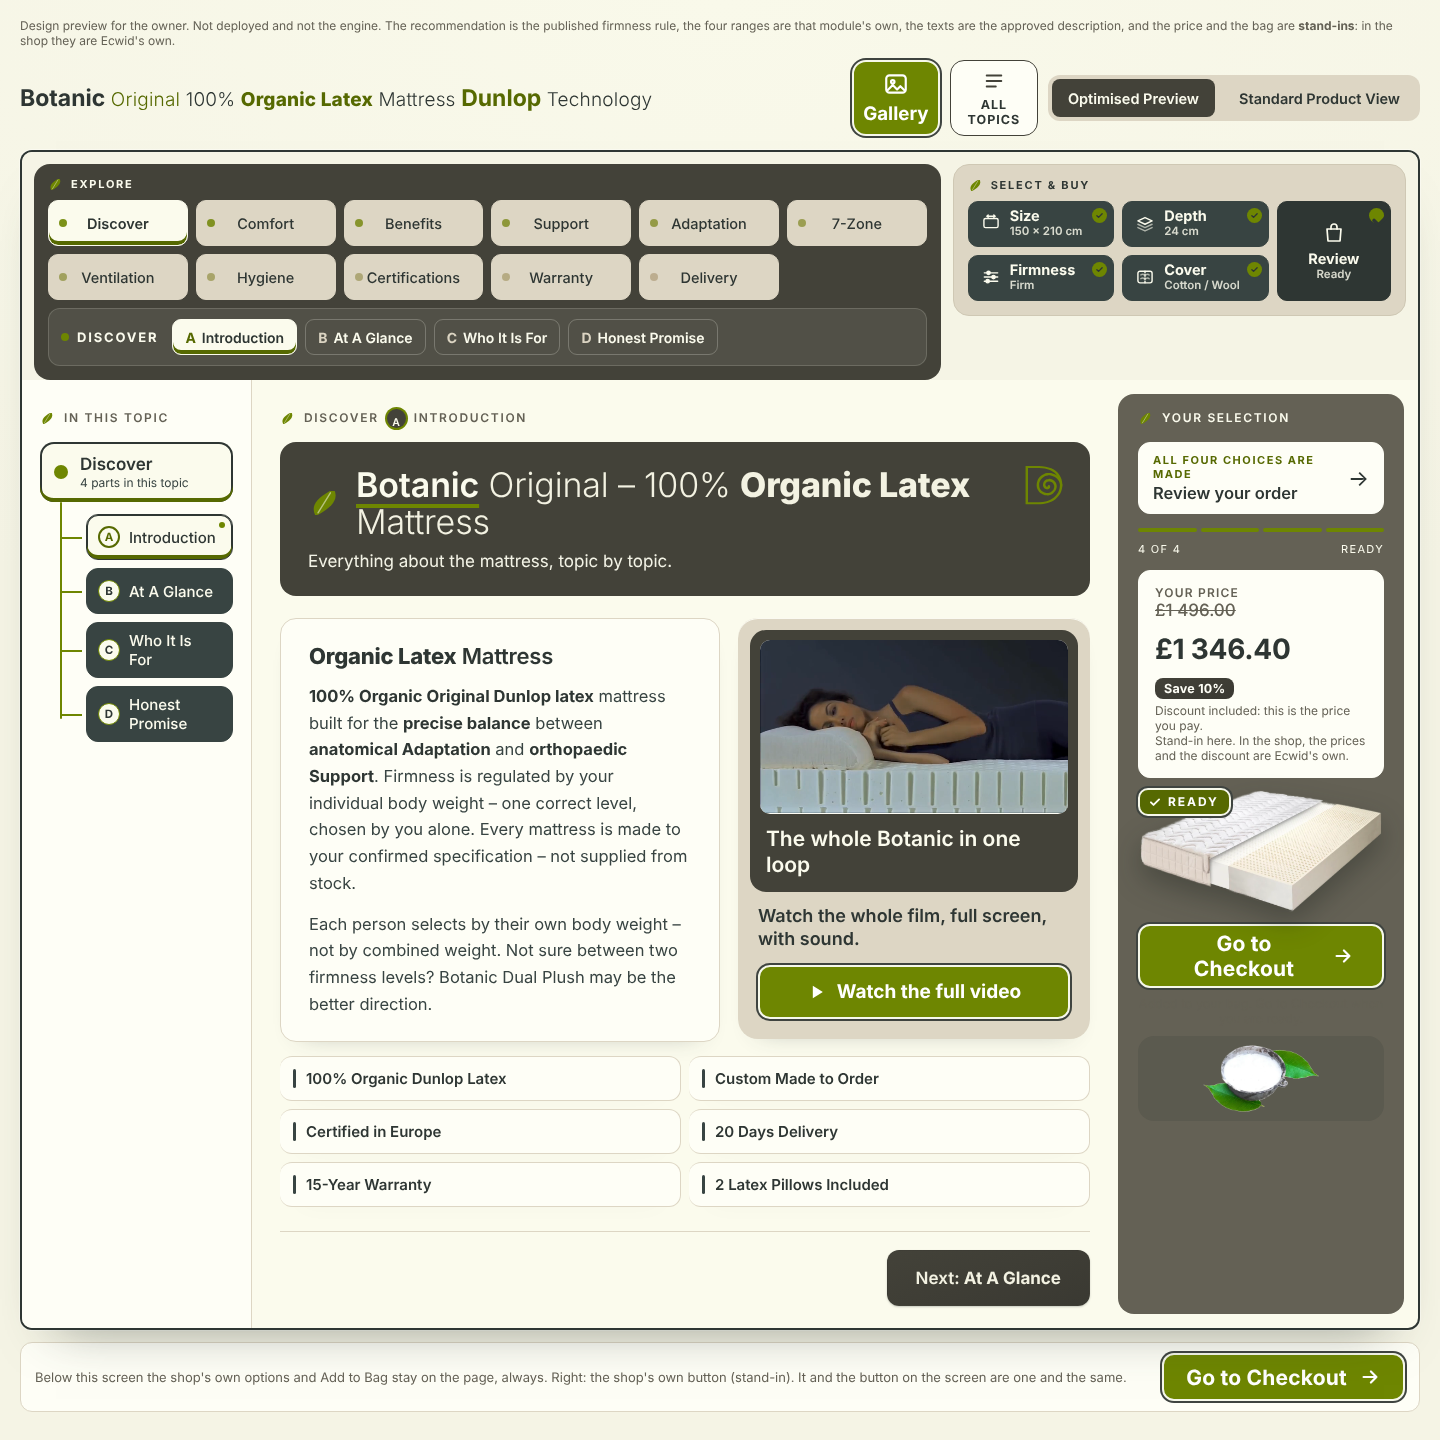 Design preview for the owner. Not deployed and not the engine. The recommendation is the published firmness rule, the four ranges are that module's own, the texts are the approved description, and the price and the bag are stand-ins: in the
shop they are Ecwid's own.
Botanic Original 100% Organic Latex Mattress Dunlop Technology
Gallery
ALL
TOPICS
Optimised Preview
Standard Product View
EXPLORE
Discover
Comfort
Benefits
Support
Adaptation
7-Zone
Ventilation
Hygiene
Certifications
Warranty
Delivery
DISCOVER
A Introduction
B At A Glance
C Who It Is For
D Honest Promise
SELECT & BUY
Size
150 × 210 cm
Depth
24 cm
Firmness
Firm
Cover
Cotton / Wool
Review
Ready
IN THIS TOPIC
Discover
4 parts in this topic
A Introduction
B At A Glance
C Who It Is
For
D Honest
Promise
DISCOVER A INTRODUCTION
Botanic Original – 100% Organic Latex
Mattress
Everything about the mattress, topic by topic.
Organic Latex Mattress
100% Organic Original Dunlop latex mattress
built for the precise balance between
anatomical Adaptation and orthopaedic
Support. Firmness is regulated by your
individual body weight – one correct level,
chosen by you alone. Every mattress is made to
your confirmed specification – not supplied from
stock.
Each person selects by their own body weight –
not by combined weight. Not sure between two
firmness levels? Botanic Dual Plush may be the
better direction.
The whole Botanic in one
loop
Watch the whole film, full screen,
with sound.
Watch the full video
100% Organic Dunlop Latex
Custom Made to Order
Certified in Europe
20 Days Delivery
15-Year Warranty
2 Latex Pillows Included
Next: At A Glance
YOUR SELECTION
ALL FOUR CHOICES ARE
MADE
Review your order
4 OF 4
READY
YOUR PRICE
£1 496.00
£1 346.40
Save 10%
Discount included: this is the price
you pay.
Stand-in here. In the shop, the prices
and the discount are Ecwid's own.
READY
Go to
Checkout
Below this screen the shop's own options and Add to Bag stay on the page, always. Right: the shop's own button (stand-in). It and the button on the screen are one and the same.
Go to Checkout